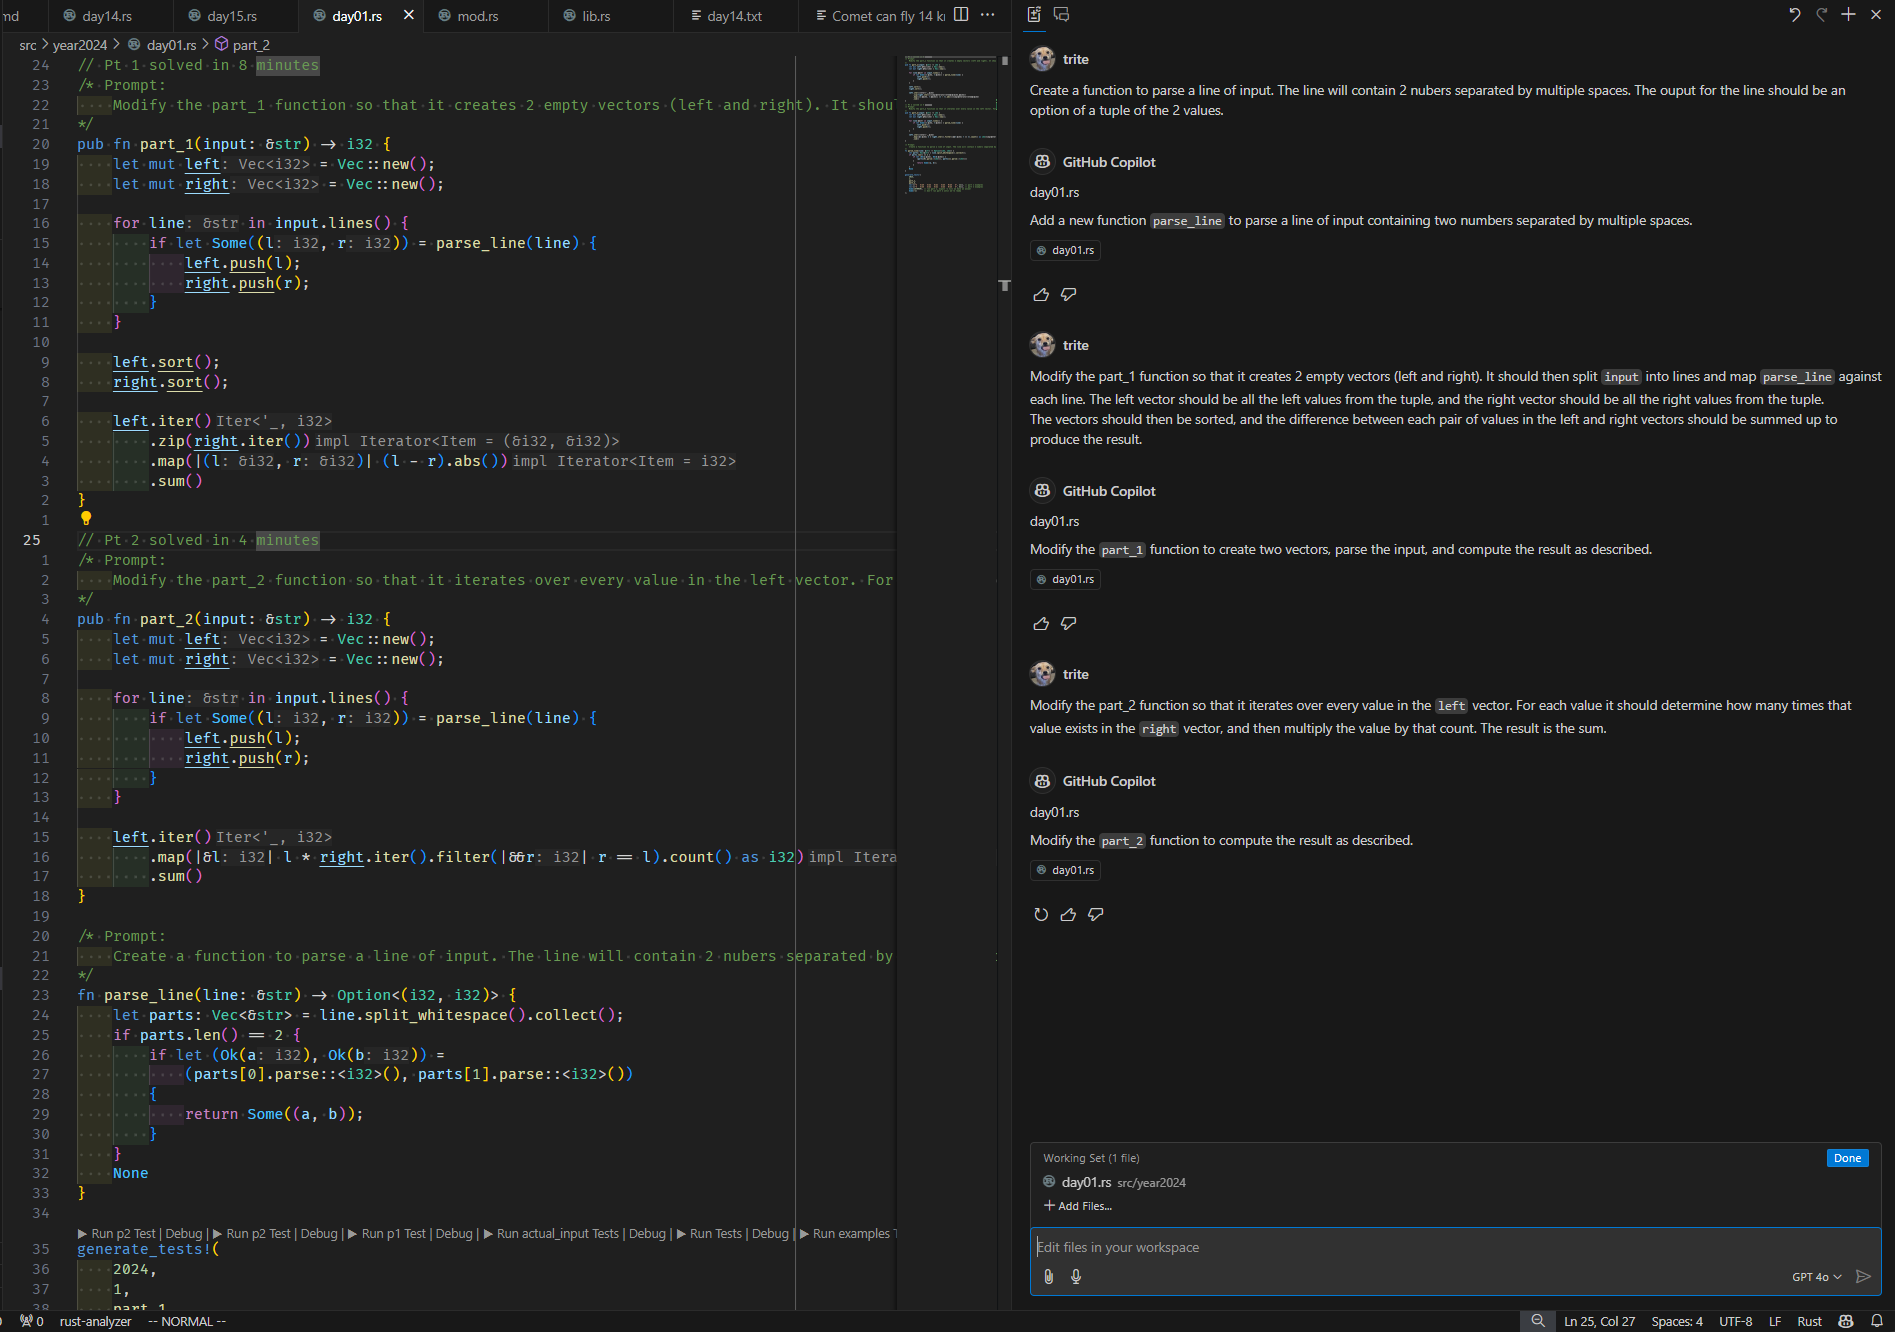 md
day14.rs
day15.rs
day01.rs
mod.rs
lib.rs
day14.txt
Comet can fly 14 k
src > year2024 > day01.rs > part_2
24 // Pt 1 solved in 8 minutes
23 /* Prompt:
22 Modify the part_1 function so that it creates 2 empty vectors (left and right). It shou
21 */
20 pub fn part_1(input: &str) -> i32 {
19 let mut left: Vec<i32> = Vec::new();
18 let mut right: Vec<i32> = Vec::new();
17
16 for line: &str in input.lines() {
15 if let Some((l: i32, r: i32)) = parse_line(line) {
14 left.push(l);
13 right.push(r);
12 }
11 }
10
9 left.sort();
8 right.sort();
7
6 left.iter() Iter<'_, i32>
5 .zip(right.iter()) impl Iterator<Item = (&i32, &i32)>
4 .map(|(l: &i32, r: &i32)| (l - r).abs()) impl Iterator<Item = i32>
3 .sum()
2 }
1
25 // Pt 2 solved in 4 minutes
1 /* Prompt:
2 Modify the part_2 function so that it iterates over every value in the left vector. For
3 */
4 pub fn part_2(input: &str) -> i32 {
5 let mut left: Vec<i32> = Vec::new();
6 let mut right: Vec<i32> = Vec::new();
7
8 for line: &str in input.lines() {
9 if let Some((l: i32, r: i32)) = parse_line(line) {
10 left.push(l);
11 right.push(r);
12 }
13 }
14
15 left.iter() Iter<'_, i32>
16 .map(|&l: i32| l * right.iter().filter(|&&r: i32| r == l).count() as i32) impl Itera
17 .sum()
18 }
19
20 /* Prompt:
21 Create a function to parse a line of input. The line will contain 2 nubers separated by
22 */
23 fn parse_line(line: &str) -> Option<(i32, i32)> {
24 let parts: Vec<&str> = line.split_whitespace().collect();
25 if parts.len() == 2 {
26 if let (Ok(a: i32), Ok(b: i32)) =
27 (parts[0].parse::<i32>(), parts[1].parse::<i32>())
28 {
29 return Some((a, b));
30 }
31 }
32 None
33 }
34
▶ Run p2 Test | Debug | ▶ Run p2 Test | Debug | ▶ Run p1 Test | Debug | ▶ Run actual_input Tests | Debug | ▶ Run Tests | Debug | ▶ Run examples T
35 generate_tests!(
36 2024,
37 1,
38 part_1
trite
Create a function to parse a line of input. The line will contain 2 nubers separated by multiple spaces. The ouput for the line should be an
option of a tuple of the 2 values.
GitHub Copilot
day01.rs
Add a new function parse_line to parse a line of input containing two numbers separated by multiple spaces.
day01.rs
trite
Modify the part_1 function so that it creates 2 empty vectors (left and right). It should then split input into lines and map parse_line against
each line. The left vector should be all the left values from the tuple, and the right vector should be all the right values from the tuple.
The vectors should then be sorted, and the difference between each pair of values in the left and right vectors should be summed up to
produce the result.
GitHub Copilot
day01.rs
Modify the part_1 function to create two vectors, parse the input, and compute the result as described.
day01.rs
trite
Modify the part_2 function so that it iterates over every value in the left vector. For each value it should determine how many times that
value exists in the right vector, and then multiply the value by that count. The result is the sum.
GitHub Copilot
day01.rs
Modify the part_2 function to compute the result as described.
day01.rs
Working Set (1 file)
Done
day01.rs src/year2024
+ Add Files...
Edit files in your workspace
GPT 4o
0 rust-analyzer -- NORMAL --
Ln 25, Col 27 Spaces: 4 UTF-8 LF Rust